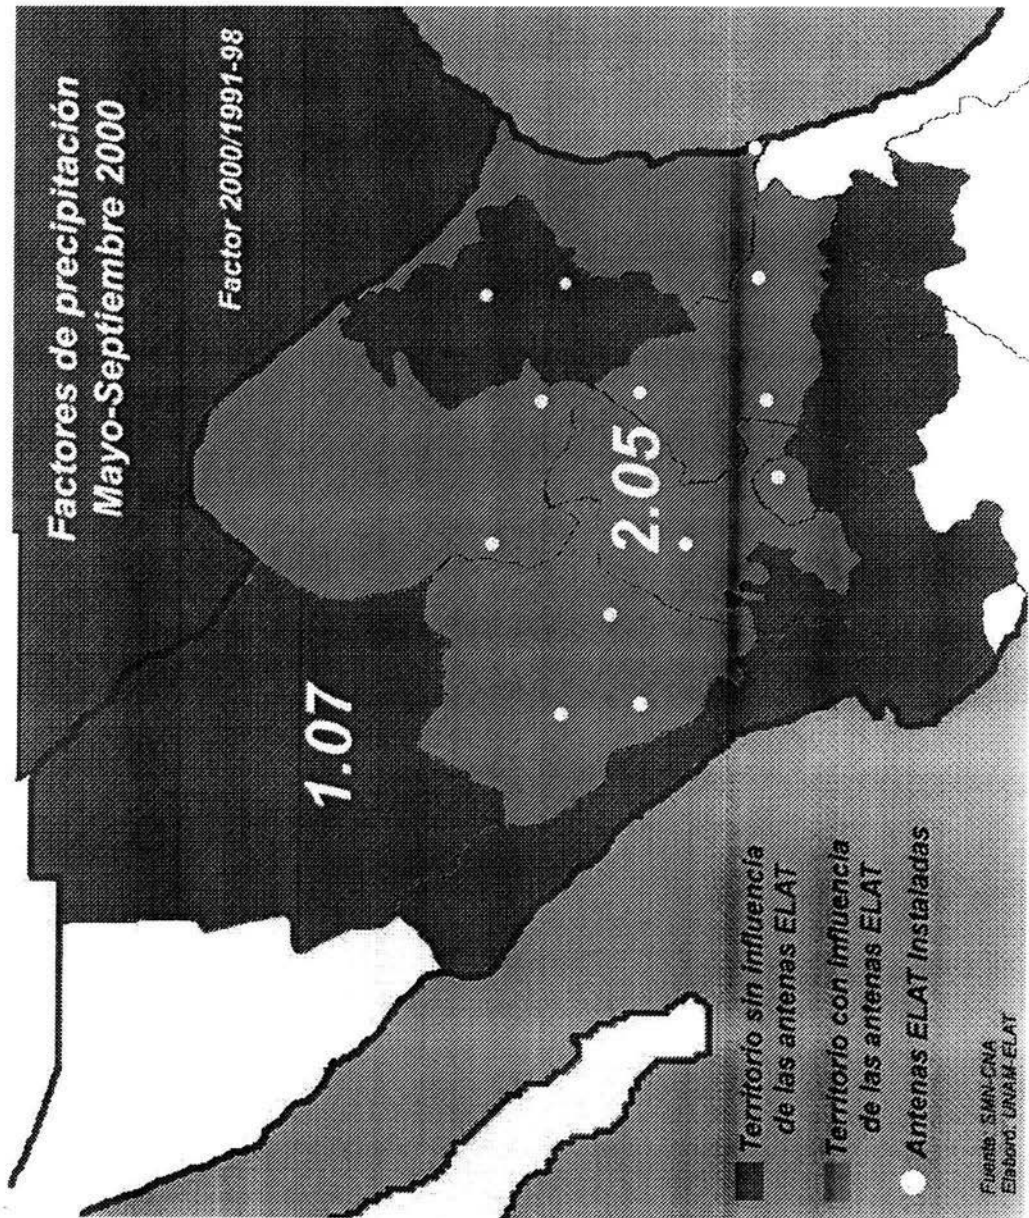 Factores de precipitación
Mayo-Septiembre 2000
Factor 2000/1991-98
1.07
2.05
Territorio sin influencia
de las antenas ELAT
Territorio con influencia
de las antenas ELAT
Antenas ELAT Instaladas
Fuente: SMN-CNA
Elaboró: UNAM-ELAT